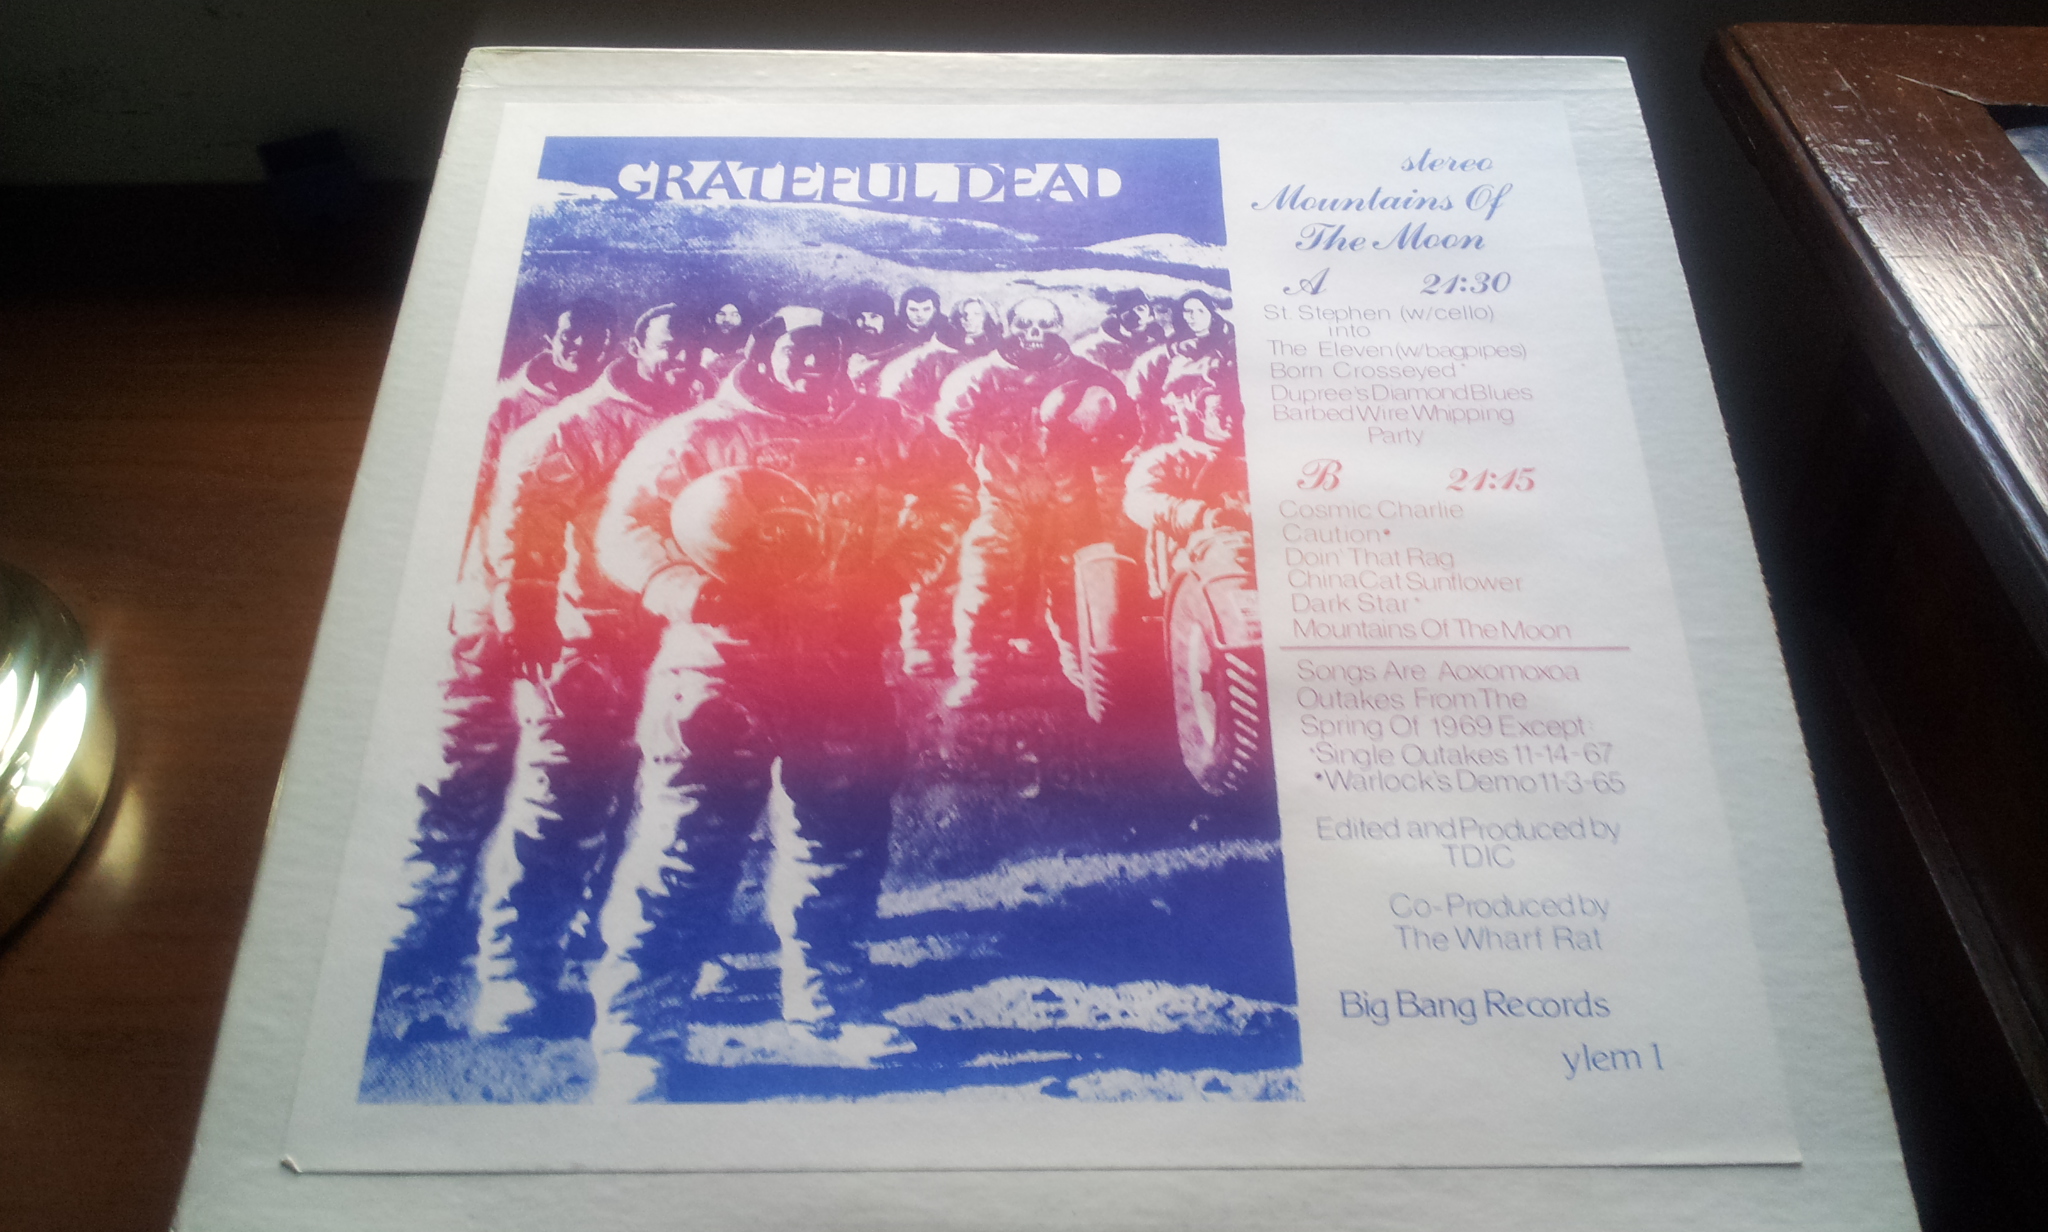 GRATEFUL DEAD
stereo
Mountains Of
The Moon
A 21:30
St. Stephen (w/cello)
into
The Eleven (w/bagpipes)
Born Crosseyed*
Dupree's Diamond Blues
Barbed Wire Whipping
Party
B 21:15
Cosmic Charlie
Caution•
Doin' That Rag
China Cat Sunflower
Dark Star*
Mountains Of The Moon
Songs Are Aoxomoxoa
Outakes From The
Spring Of 1969 Except:
*Single Outakes 11-14-67
•Warlock's Demo 11-3-65
Edited and Produced by
TDIC
Co-Produced by
The Wharf Rat
Big Bang Records
ylem 1